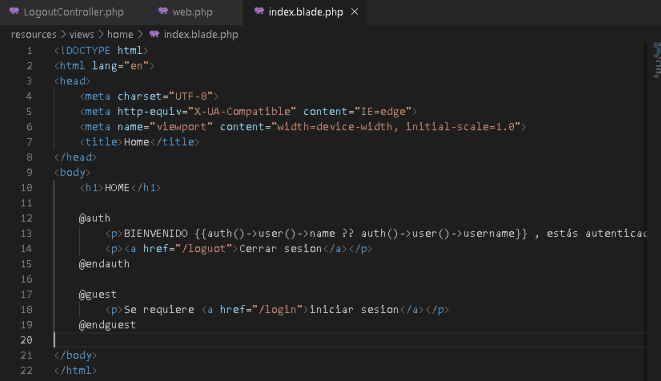 LogoutController.php web.php index.blade.php
resources > views > home > index.blade.php
1 <!DOCTYPE html>
2 <html lang="en">
3 <head>
4 <meta charset="UTF-8">
5 <meta http-equiv="X-UA-Compatible" content="IE=edge">
6 <meta name="viewport" content="width=device-width, initial-scale=1.0">
7 <title>Home</title>
8 </head>
9 <body>
10 <h1>HOME</h1>
11
12 @auth
13 <p>BIENVENIDO {{auth()->user()->name ?? auth()->user()->username}} , estás autenticad
14 <p><a href="/loguot">Cerrar sesion</a></p>
15 @endauth
16
17 @guest
18 <p>Se requiere <a href="/login">iniciar sesion</a></p>
19 @endguest
20
21 </body>
22 </html>